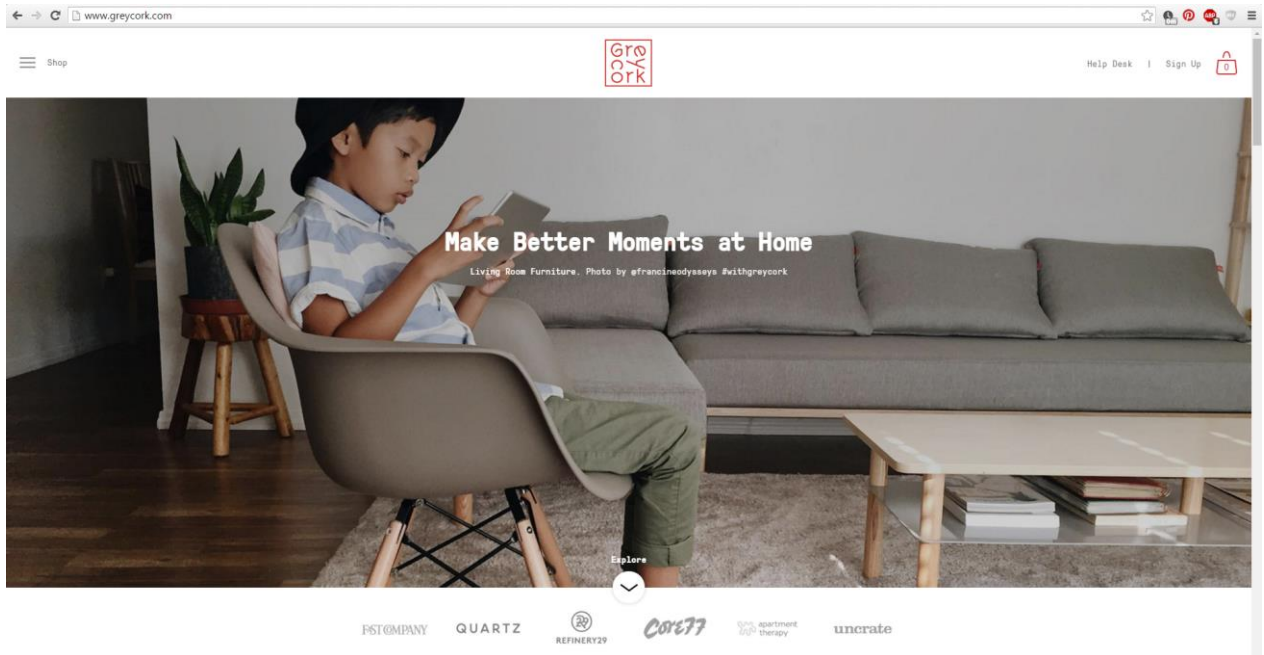 www.greycork.com
Shop
Grey
cork
Help Desk | Sign Up
0
Make Better Moments at Home
Living Room Furniture. Photo by @francineodysseys #withgreycork
Explore
FAST COMPANY
QUARTZ
REFINERY29
Core77
apartment
therapy
uncrate